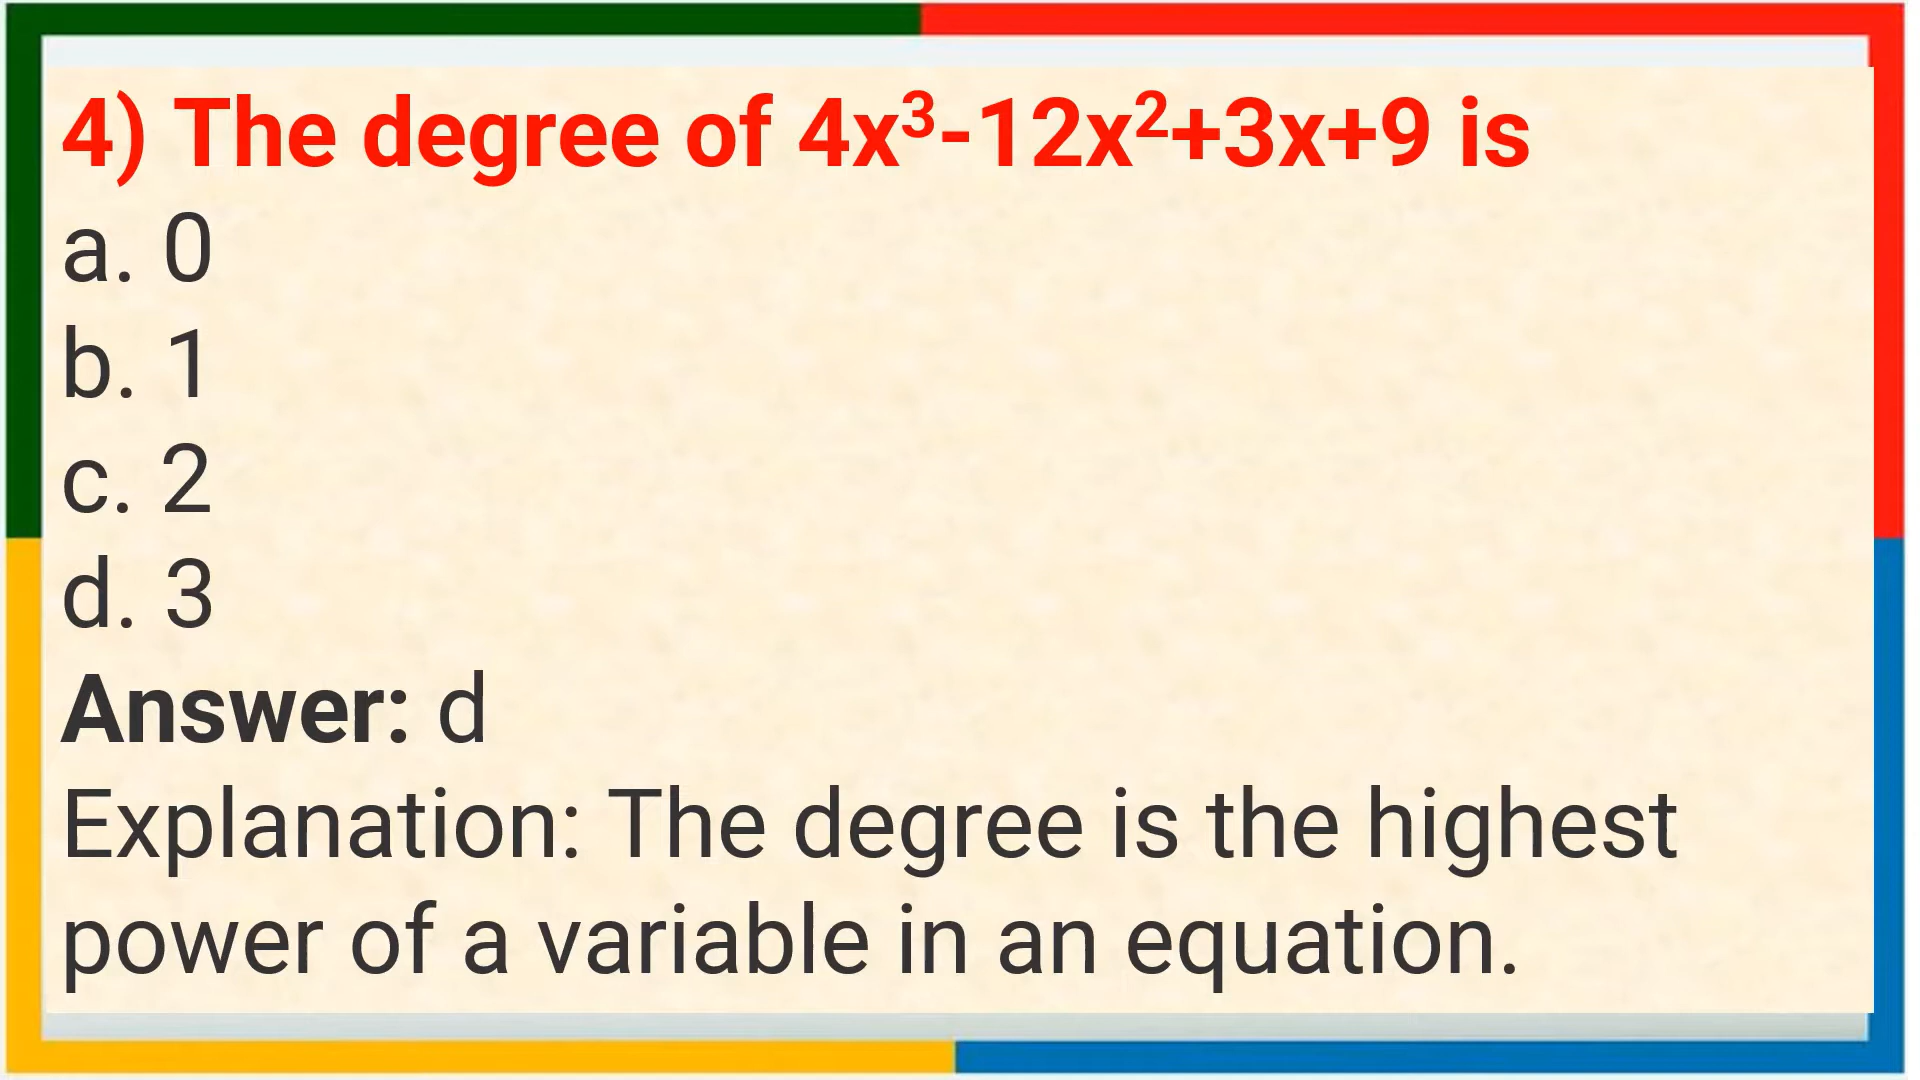 4) The degree of 4x³-12x²+3x+9 is
a. 0
b. 1
c. 2
d. 3
Answer: d
Explanation: The degree is the highest
power of a variable in an equation.